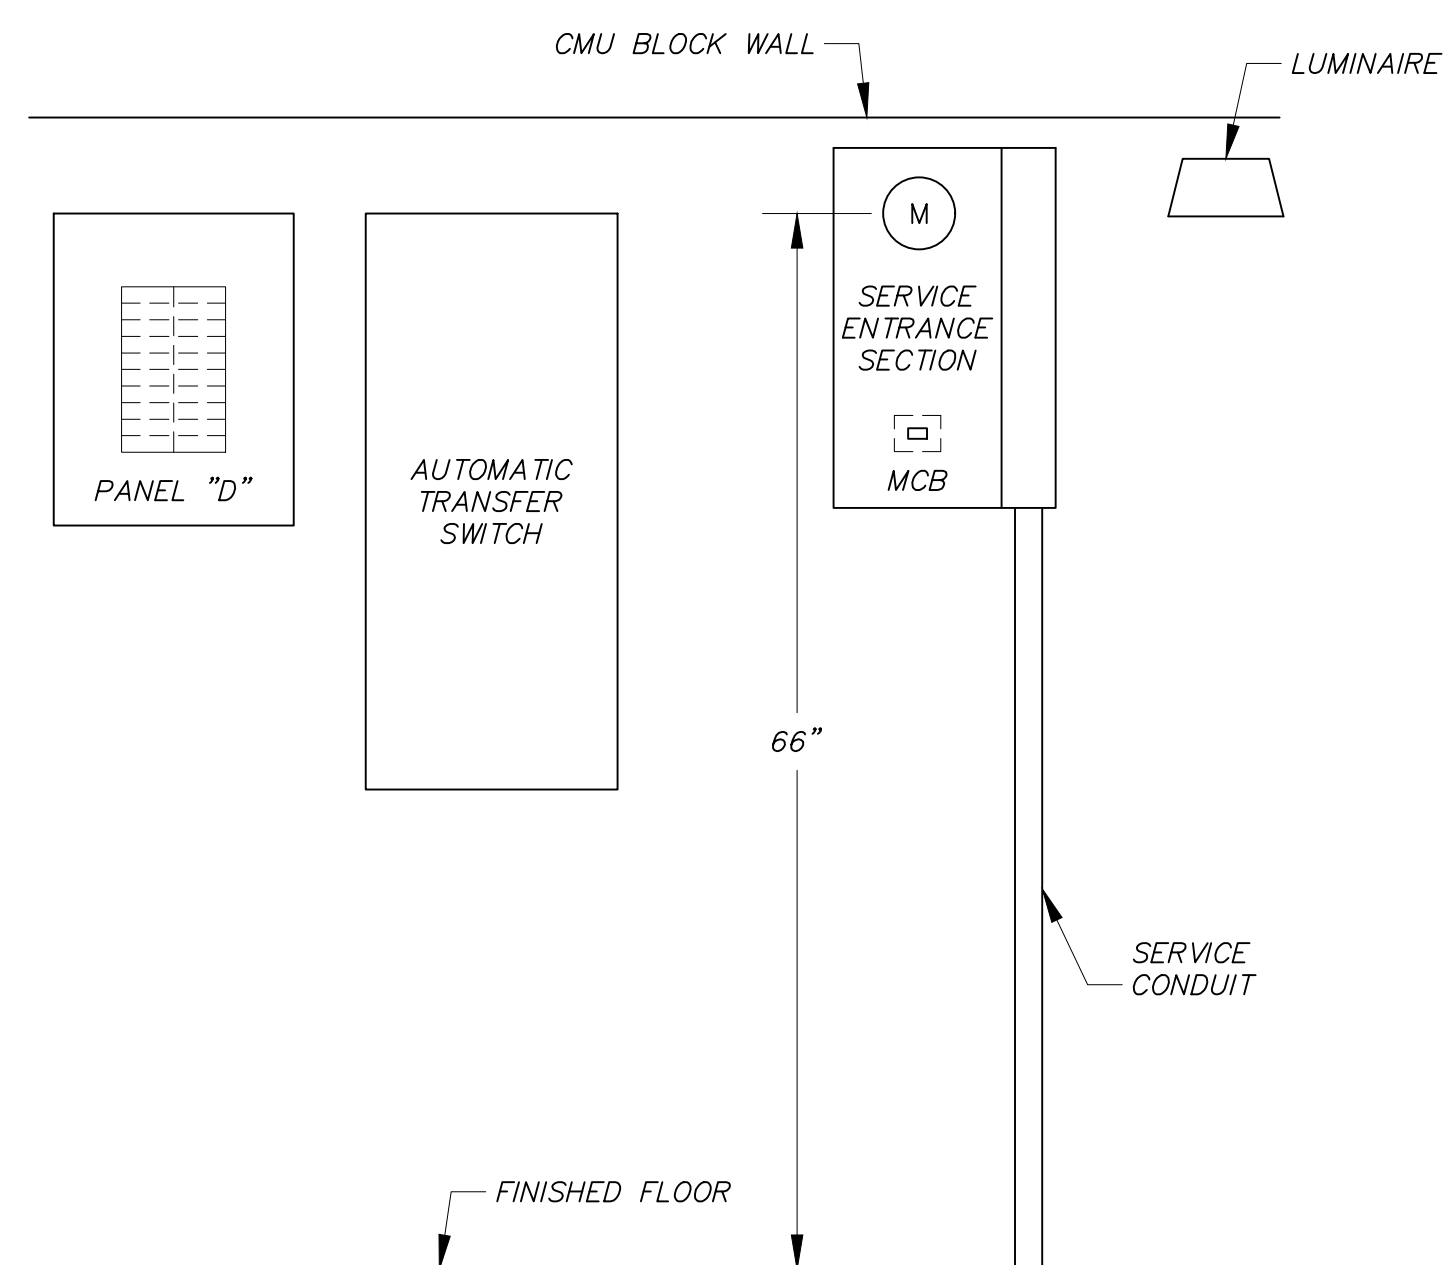 CMU BLOCK WALL
LUMINAIRE
M
SERVICE
ENTRANCE
SECTION
MCB
PANEL "D"
AUTOMATIC
TRANSFER
SWITCH
66"
SERVICE
CONDUIT
FINISHED FLOOR